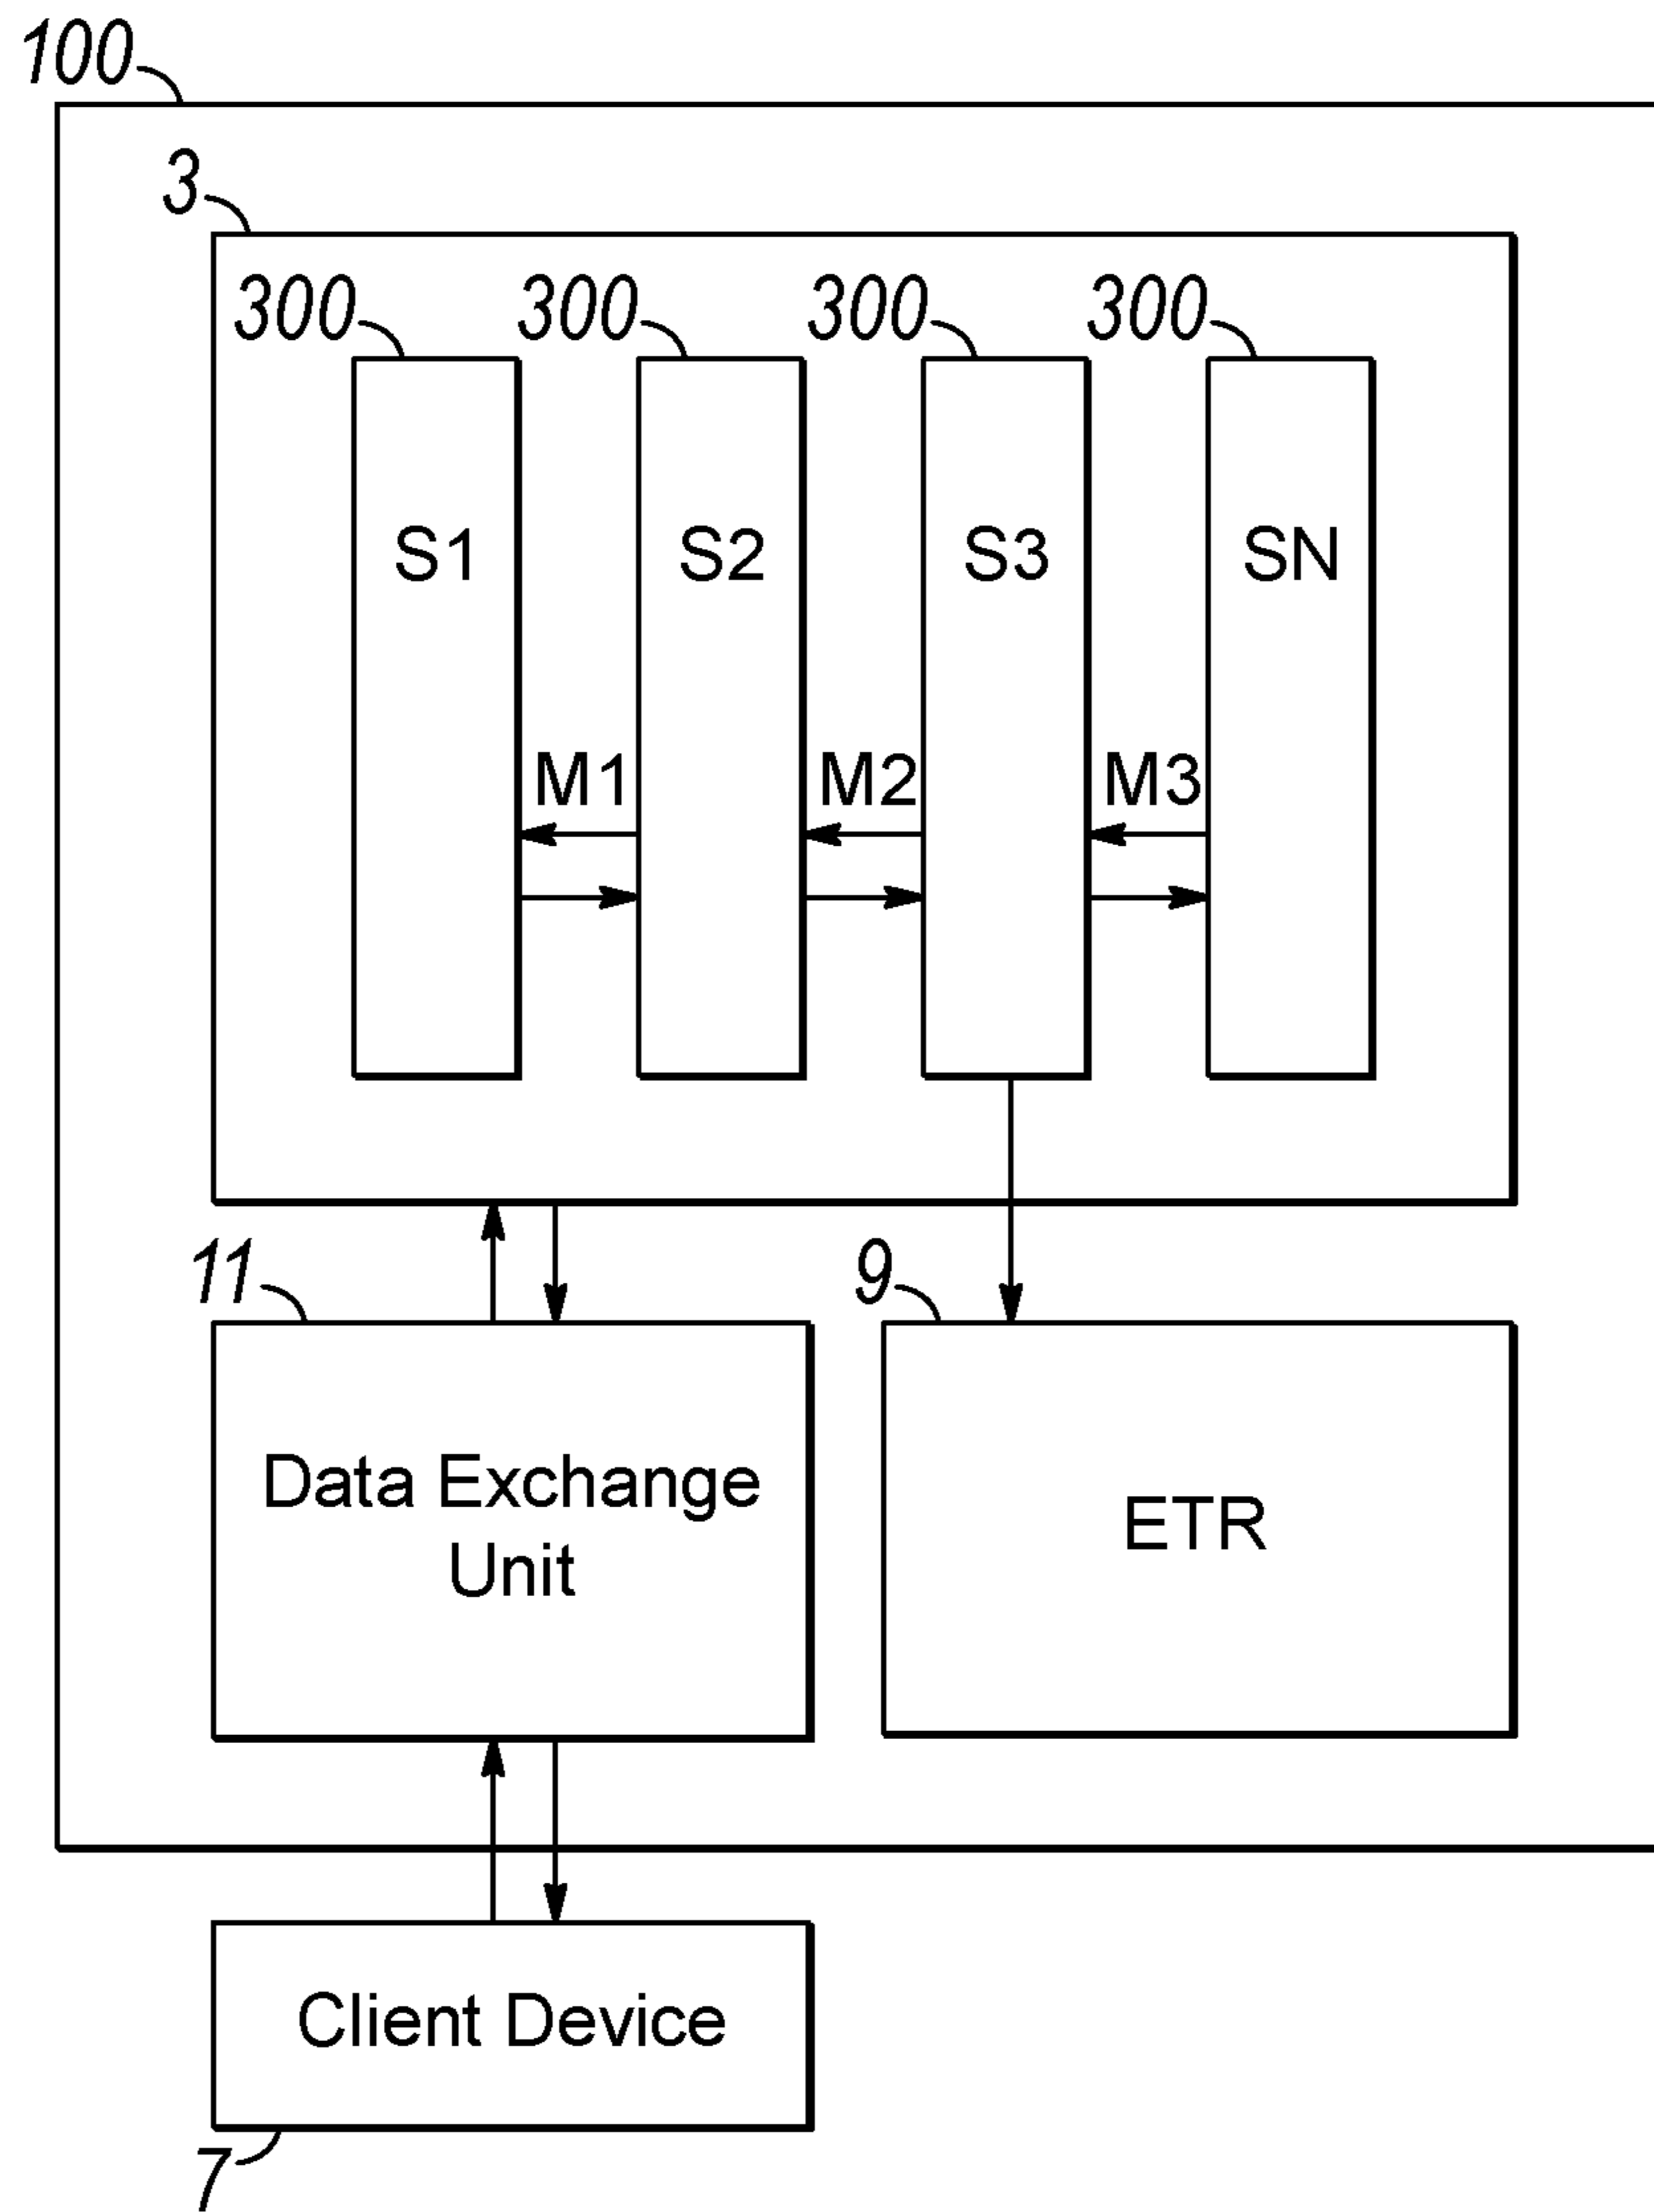 100
3
300 300 300 300
S1 S2 S3 SN
M1 M2 M3
11 9
Data Exchange
Unit
ETR
Client Device
7